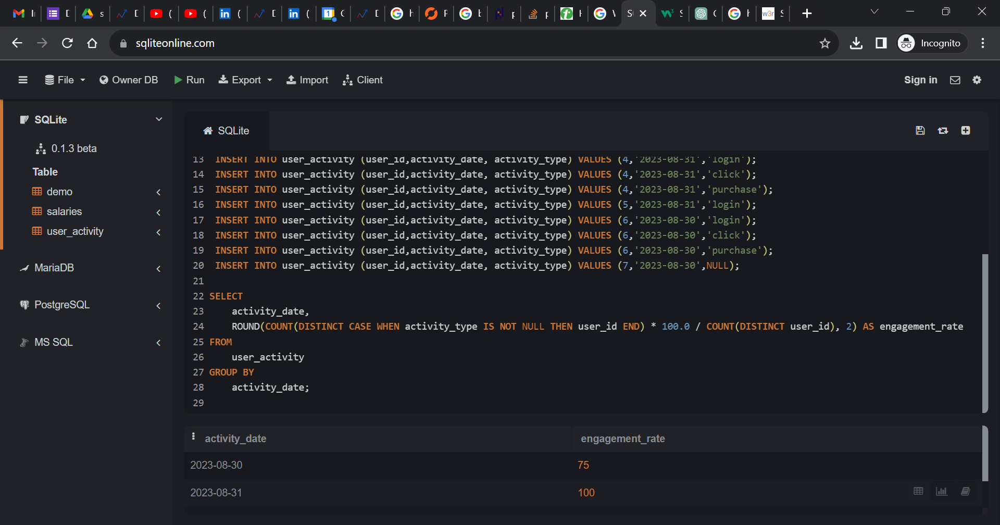 sqliteonline.com
Incognito
File
Owner DB
Run
Export
Import
Client
Sign in
SQLite
0.1.3 beta
Table
demo
salaries
user_activity
MariaDB
PostgreSQL
MS SQL
SQLite
13 INSERT INTO user_activity (user_id,activity_date, activity_type) VALUES (4,'2023-08-31','login');
14 INSERT INTO user_activity (user_id,activity_date, activity_type) VALUES (4,'2023-08-31','click');
15 INSERT INTO user_activity (user_id,activity_date, activity_type) VALUES (4,'2023-08-31','purchase');
16 INSERT INTO user_activity (user_id,activity_date, activity_type) VALUES (5,'2023-08-31','login');
17 INSERT INTO user_activity (user_id,activity_date, activity_type) VALUES (6,'2023-08-30','login');
18 INSERT INTO user_activity (user_id,activity_date, activity_type) VALUES (6,'2023-08-30','click');
19 INSERT INTO user_activity (user_id,activity_date, activity_type) VALUES (6,'2023-08-30','purchase');
20 INSERT INTO user_activity (user_id,activity_date, activity_type) VALUES (7,'2023-08-30',NULL);
21
22 SELECT
23 activity_date,
24 ROUND(COUNT(DISTINCT CASE WHEN activity_type IS NOT NULL THEN user_id END) * 100.0 / COUNT(DISTINCT user_id), 2) AS engagement_rate
25 FROM
26 user_activity
27 GROUP BY
28 activity_date;
29
activity_date engagement_rate
2023-08-30 75
2023-08-31 100